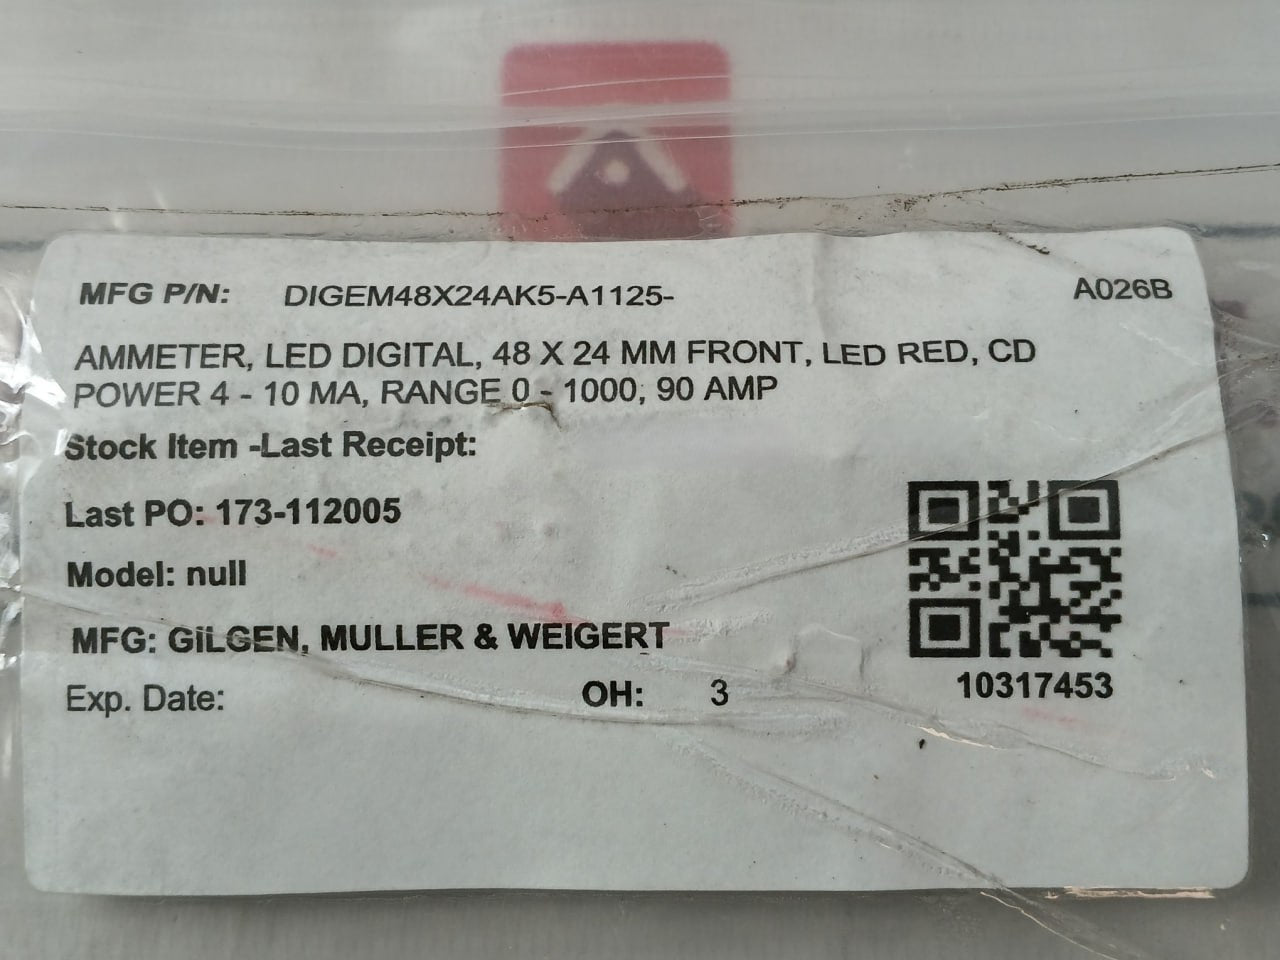 MFG P/N: DIGEM48X24AK5-A1125- A026B
AMMETER, LED DIGITAL, 48 X 24 MM FRONT, LED RED, CD
POWER 4 - 10 MA, RANGE 0 - 1000, 90 AMP
Stock Item -Last Receipt:
Last PO: 173-112005
Model: null
MFG: GILGEN, MULLER & WEIGERT
Exp. Date: OH: 3
10317453